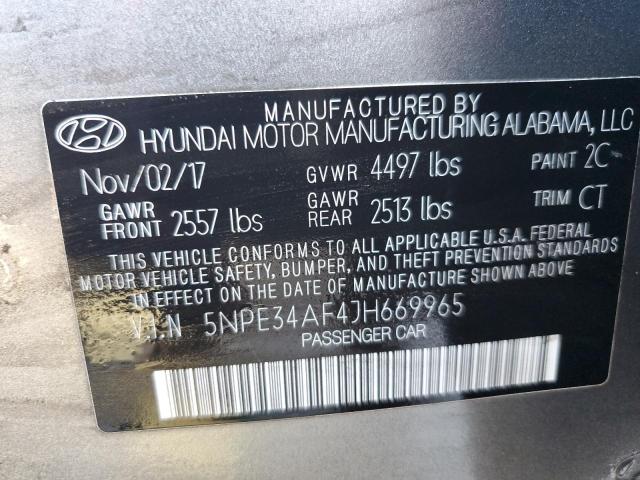 MANUFACTURED BY
HYUNDAI MOTOR MANUFACTURING ALABAMA, LLC
Nov/02/17 GVWR 4497 lbs PAINT 2C
GAWR FRONT 2557 lbs GAWR REAR 2513 lbs TRIM CT
THIS VEHICLE CONFORMS TO ALL APPLICABLE U.S.A. FEDERAL
MOTOR VEHICLE SAFETY, BUMPER, AND THEFT PREVENTION STANDARDS
IN EFFECT ON THE DATE OF MANUFACTURE SHOWN ABOVE
V.I.N 5NPE34AF4JH669965
PASSENGER CAR